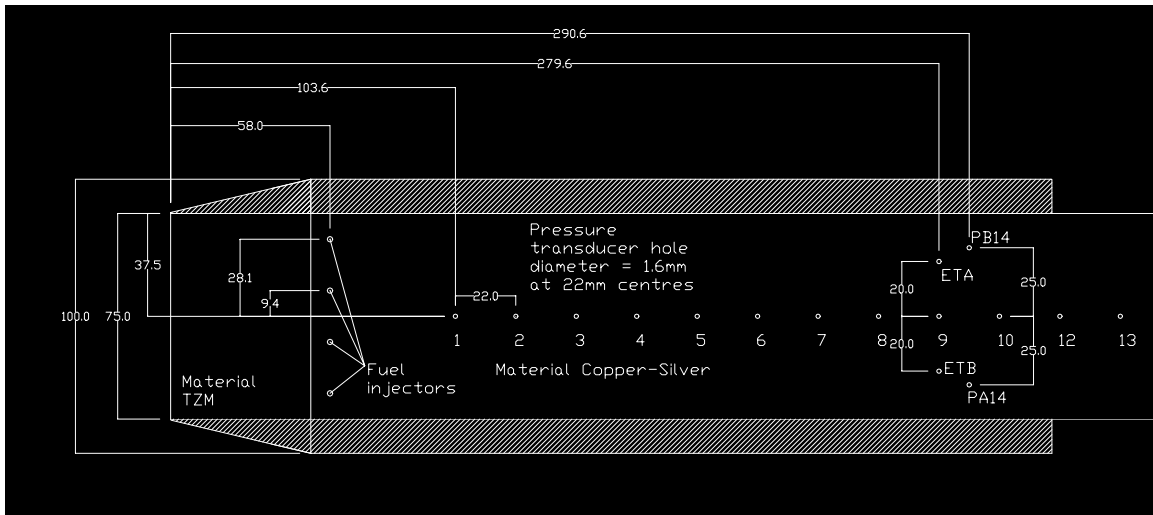 290.6
279.6
103.6
58.0
Pressure
transducer hole
diameter = 1.6mm
at 22mm centres
PB14
37.5
28.1
ETA
20.0
25.0
9.4
22.0
100.0
75.0
1
2
3
4
5
6
7
8
9
10
12
13
20.0
25.0
Material
TZM
Fuel
injectors
Material Copper-Silver
ETB
PA14